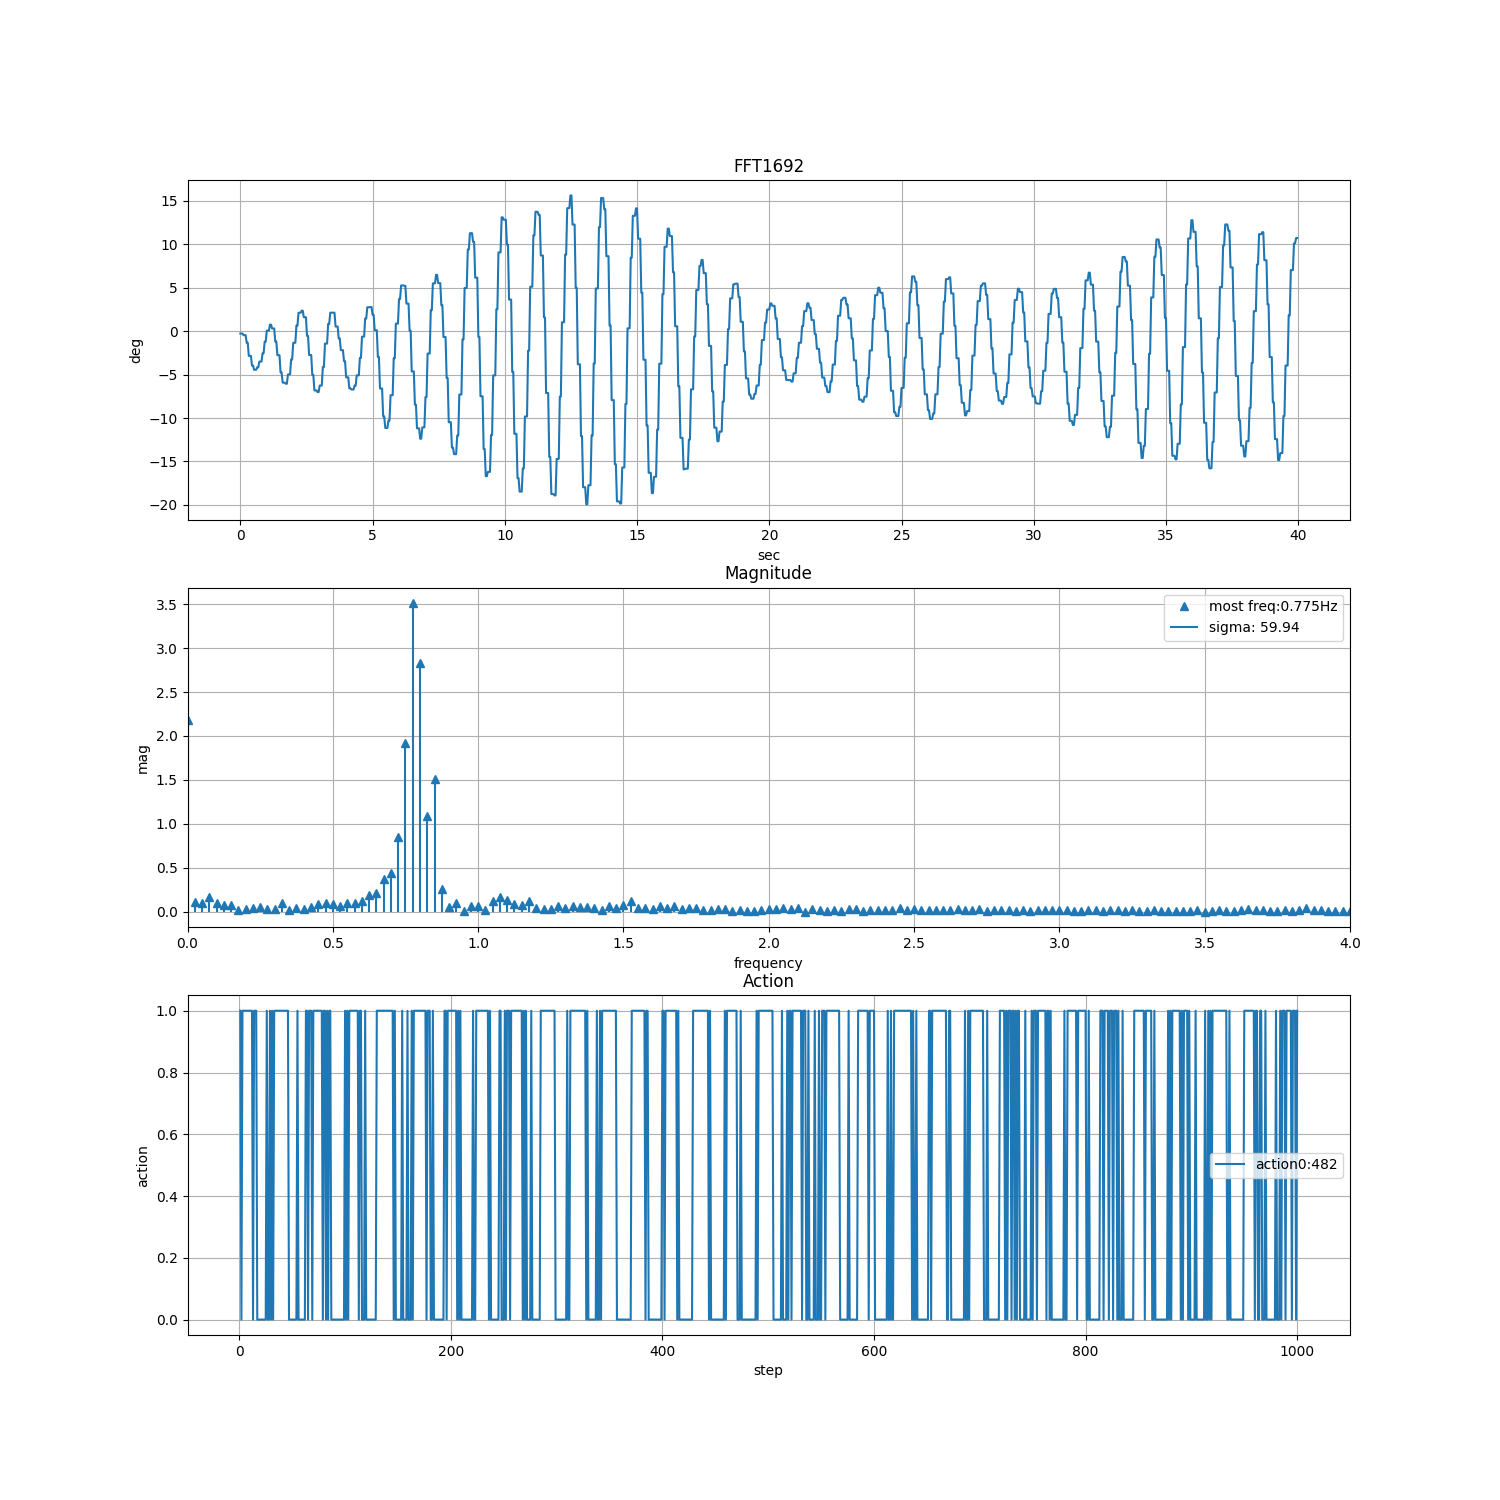 FFT1692
15
10
5
0
−5
−10
−15
−20
deg
0 5 10 15 20 25 30 35 40
sec
Magnitude
3.5
3.0
2.5
2.0
1.5
1.0
0.5
0.0
mag
most freq:0.775Hz
sigma: 59.94
0.0 0.5 1.0 1.5 2.0 2.5 3.0 3.5 4.0
frequency
Action
1.0
0.8
0.6
0.4
0.2
0.0
action
action0:482
0 200 400 600 800 1000
step